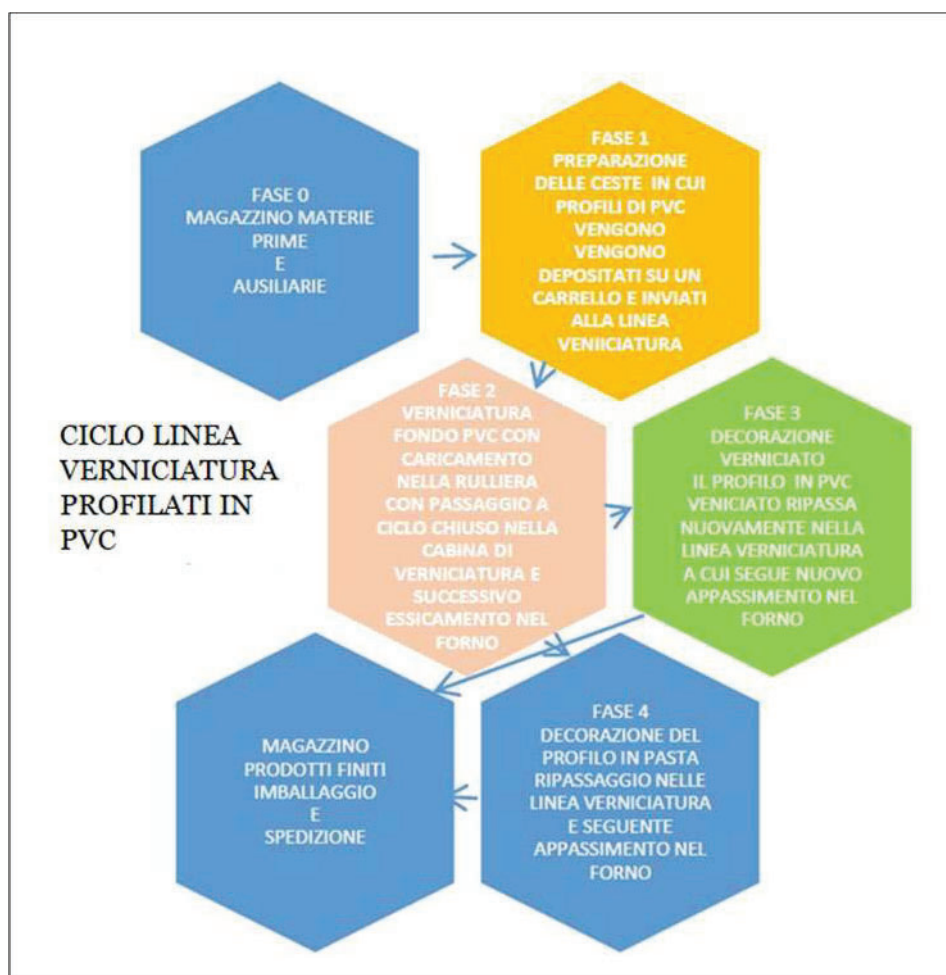 FASE 0
MAGAZZINO MATERIE
PRIME
E
AUSILIARIE
FASE 1
PREPARAZIONE
DELLE CESTE IN CUI
PROFILI DI PVC
VENGONO
VENGONO
DEPOSITATI SU UN
CARRELLO E INVIATI
ALLA LINEA
VENIICIATURA
CICLO LINEA
VERNICIATURA
PROFILATI IN
PVC
FASE 2
VERNICIATURA
FONDO PVC CON
CARICAMENTO
NELLA RULLIERA
CON PASSAGGIO A
CICLO CHIUSO NELLA
CABINA DI
VERNICIATURA E
SUCCESSIVO
ESSICAMENTO NEL
FORNO
FASE 3
DECORAZIONE
VERNICIATO
IL PROFILO IN PVC
VENICIATO RIPASSA
NUOVAMENTE NELLA
LINEA VERNICIATURA
A CUI SEGUE NUOVO
APPASSIMENTO NEL
FORNO
FASE 4
DECORAZIONE DEL
PROFILO IN PASTA
RIPASSAGGIO NELLE
LINEA VERNICIATURA
E SEGUENTE
APPASSIMENTO NEL
FORNO
MAGAZZINO
PRODOTTI FINITI
IMBALLAGGIO
E
SPEDIZIONE